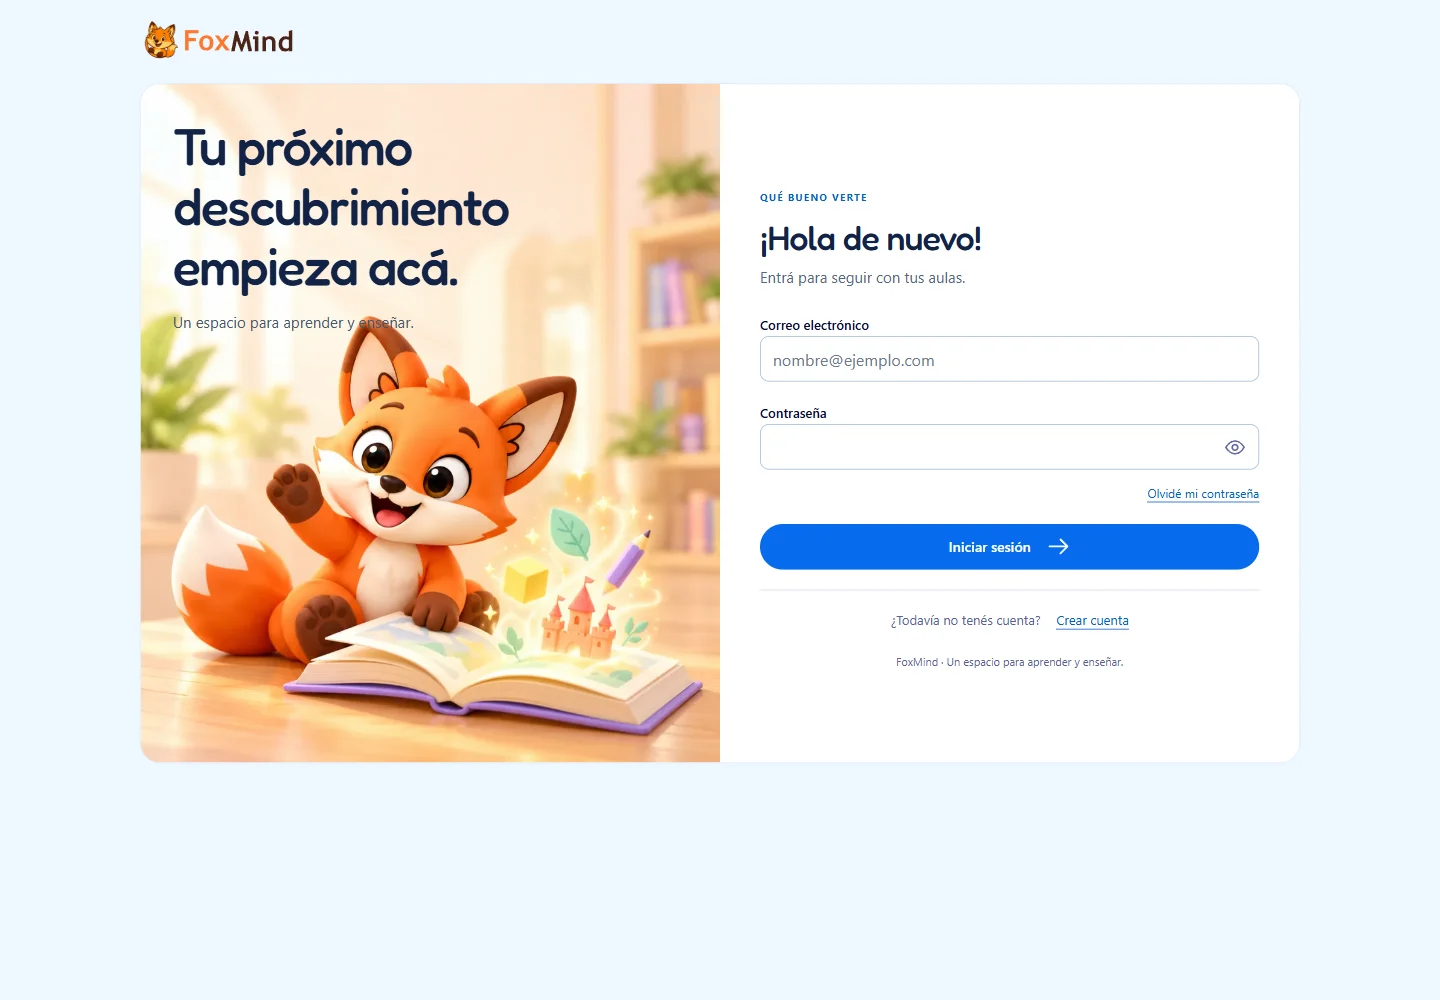 FoxMind
Tu próximo
descubrimiento
empieza acá.
Un espacio para aprender y enseñar.
QUÉ BUENO VERTE
¡Hola de nuevo!
Entrá para seguir con tus aulas.
Correo electrónico
nombre@ejemplo.com
Contraseña
Olvidé mi contraseña
Iniciar sesión
¿Todavía no tenés cuenta? Crear cuenta
FoxMind · Un espacio para aprender y enseñar.